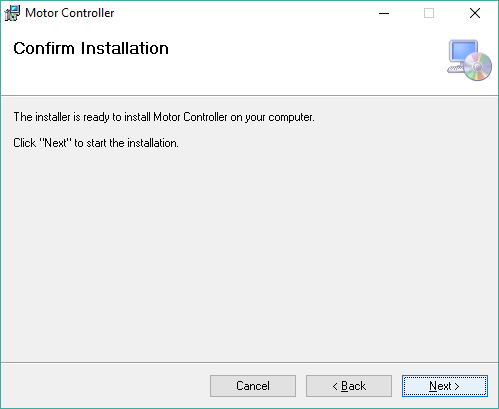 Motor Controller
Confirm Installation
The installer is ready to install Motor Controller on your computer.
Click "Next" to start the installation.
Cancel
< Back
Next >